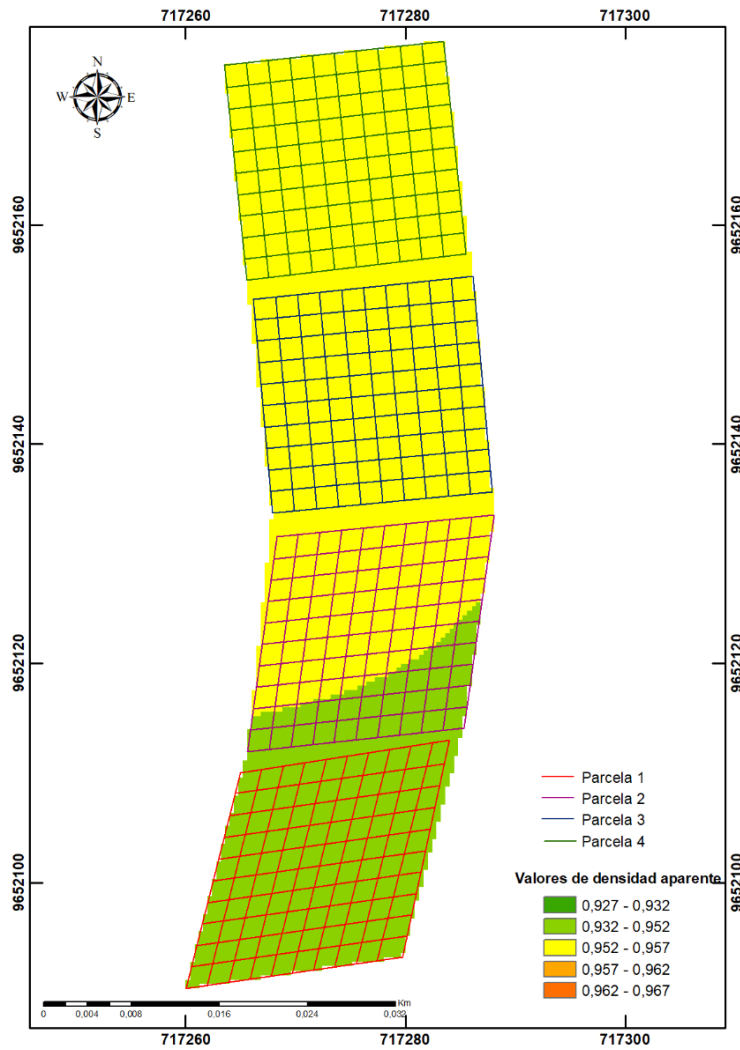 717260 717280 717300
N
W E
S
9652160 9652160
9652140 9652140
9652120 9652120
Parcela 1
Parcela 2
Parcela 3
Parcela 4
9652100 9652100
Valores de densidad aparente
0,927 - 0,932
0,932 - 0,952
0,952 - 0,957
0,957 - 0,962
0,962 - 0,967
Km
0 0,004 0,008 0,016 0,024 0,032
717260 717280 717300